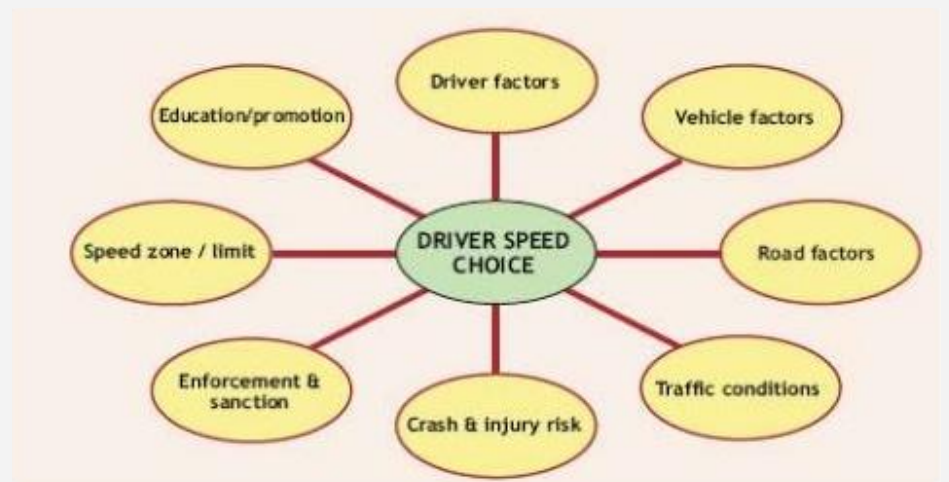 Driver factors
Education/promotion
Vehicle factors
Speed zone / limit
DRIVER SPEED
CHOICE
Road factors
Enforcement &
sanction
Crash & injury risk
Traffic conditions